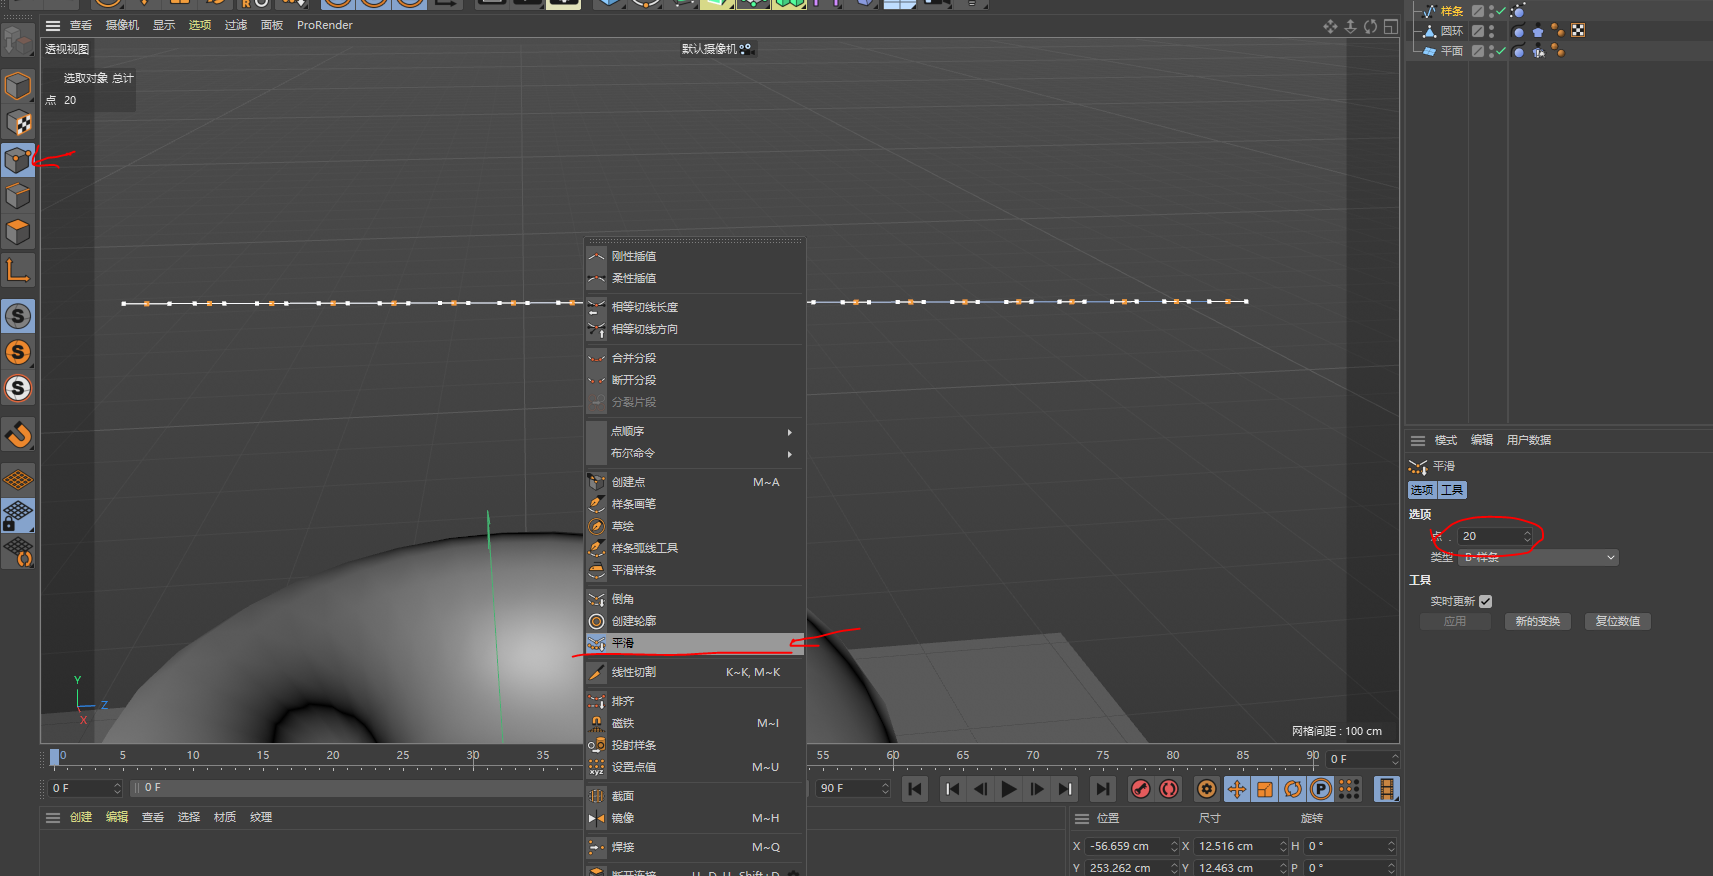 查看 摄像机 显示 选项 过滤 面板 ProRender
透视视图
默认摄像机
选取对象 总计
点 20
刚性插值
柔性插值
相等切线长度
相等切线方向
合并分段
断开分段
分裂片段
点顺序
布尔命令
创建点 M~A
样条画笔
草绘
样条弧线工具
平滑样条
倒角
创建轮廓
平滑
线性切割 K~K, M~K
排齐
磁铁 M~I
投射样条
设置点值 M~U
截面
镜像 M~H
焊接 M~Q
断开连接 U~D, U~Shift+D
Y
Z
X
网格间距 : 100 cm
0 5 10 15 20 25 30 35 55 60 65 70 75 80 85 90 0 F
0 F 0 F 90 F
创建 编辑 查看 选择 材质 纹理
位置 尺寸 旋转
X -56.659 cm X 12.516 cm H 0 °
Y 253.262 cm Y 12.463 cm P 0 °
样条
圆环
平面
模式 编辑 用户数据
平滑
选项 工具
选项
点 . 20
类型 B-样条
工具
实时更新
应用 新的变换 复位数值